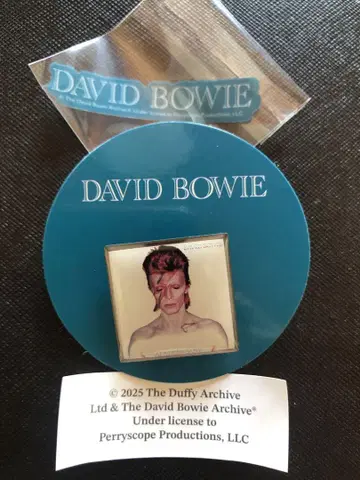 DAVID BOWIE
DAVID BOWIE
© 2025 The Duffy Archive
Ltd & The David Bowie Archive®
Under license to
Perryscope Productions, LLC